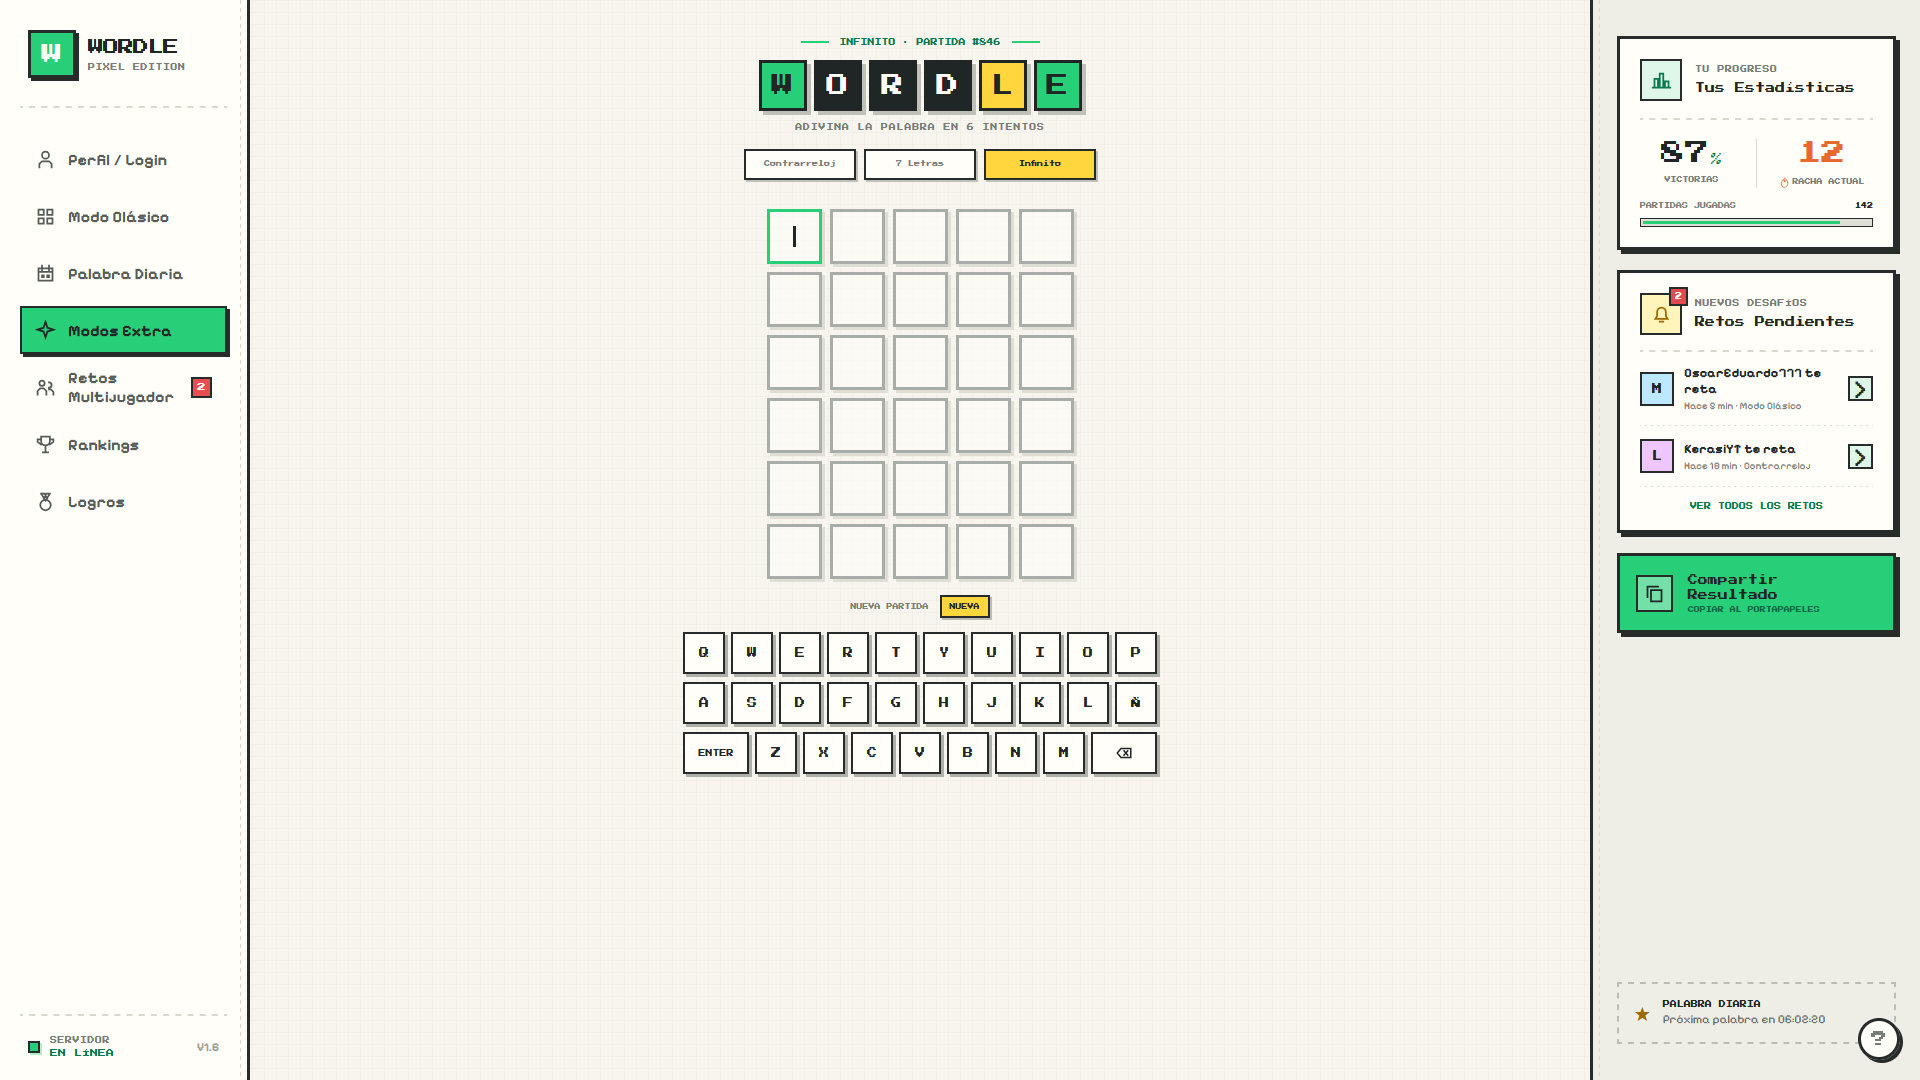 W
WORDLE
PIXEL EDITION
Perfil / Login
Modo Clásico
Palabra Diaria
Modos Extra
Retos
Multijugador
2
Rankings
Logros
SERVIDOR
EN LíNEA
V1.6
INFINITO · PARTIDA #846
WORDLE
ADIVINA LA PALABRA EN 6 INTENTOS
Contrarreloj
7 Letras
Infinito
NUEVA PARTIDA
NUEVA
Q W E R T Y U I O P
A S D F G H J K L Ñ
ENTER Z X C V B N M
TU PROGRESO
Tus Estadísticas
87%
VICTORIAS
12
RACHA ACTUAL
PARTIDAS JUGADAS 142
2
NUEVOS DESAFíOS
Retos Pendientes
M
OscarEduardo777 te
reta
Hace 8 min · Modo Clásico
L
KerasiYT te reta
Hace 18 min · Contrarreloj
VER TODOS LOS RETOS
Compartir
Resultado
COPIAR AL PORTAPAPELES
PALABRA DIARIA
Próxima palabra en 06:02:20
?